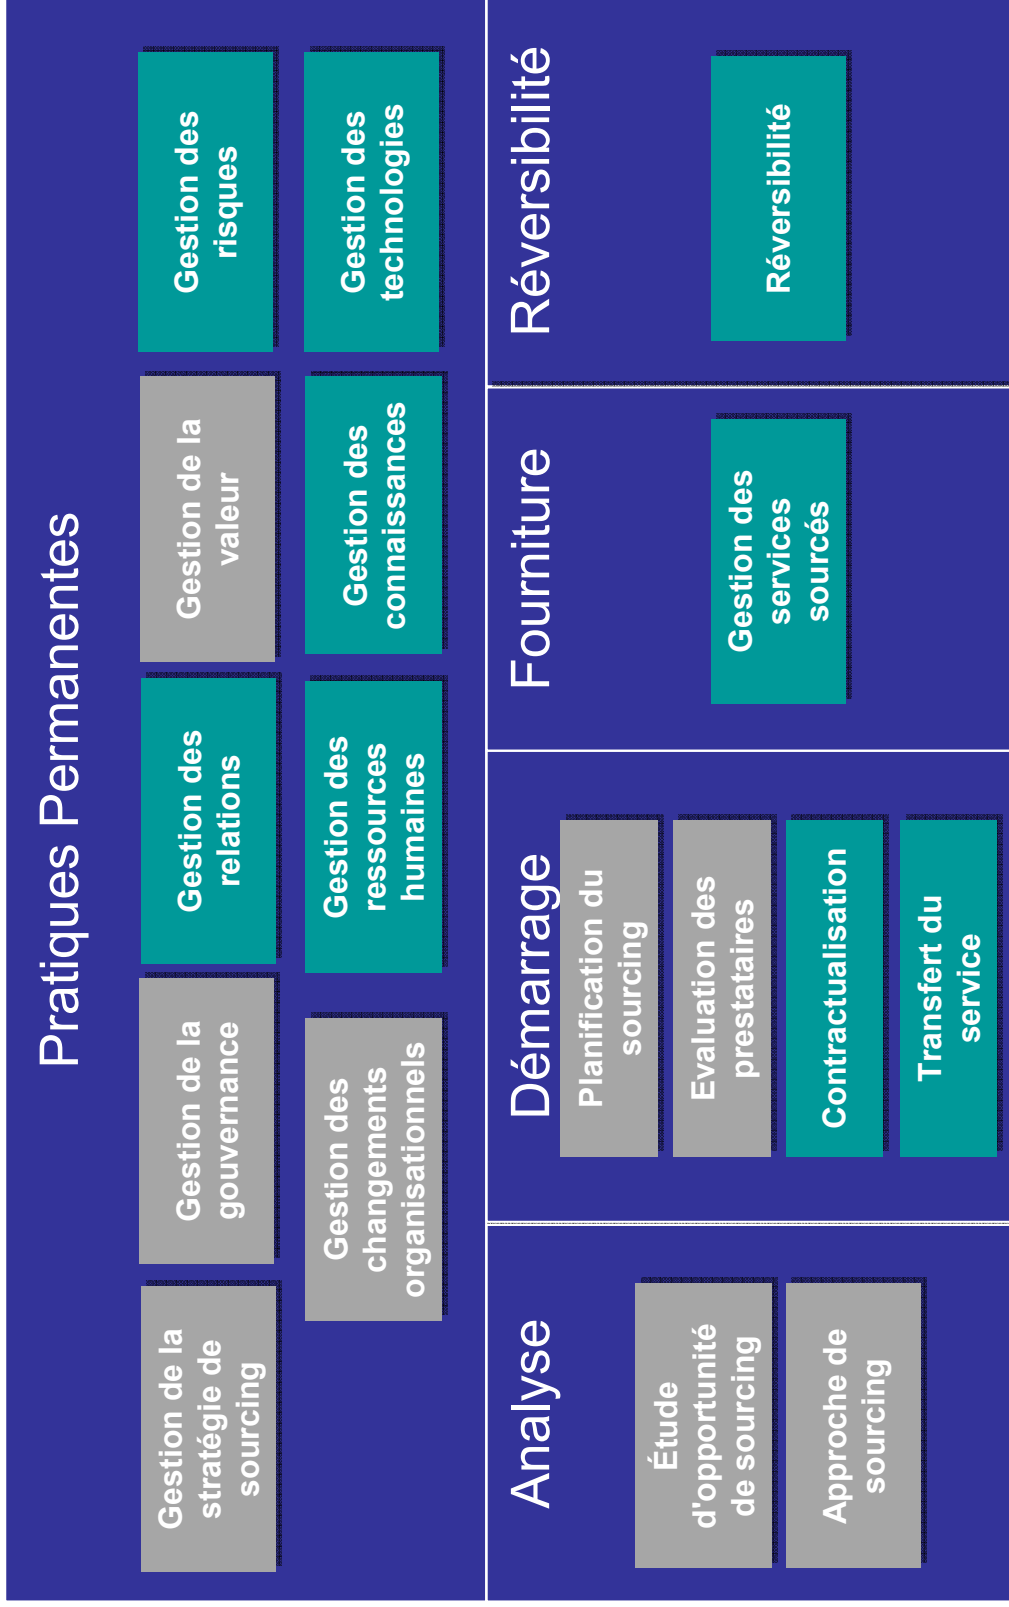 Pratiques Permanentes
Gestion de la
stratégie de
sourcing
Gestion de la
gouvernance
Gestion des
relations
Gestion de la
valeur
Gestion des
risques
Gestion des
changements
organisationnels
Gestion des
ressources
humaines
Gestion des
connaissances
Gestion des
technologies
Analyse
Étude
d'opportunité
de sourcing
Approche de
sourcing
Démarrage
Planification du
sourcing
Evaluation des
prestataires
Contractualisation
Transfert du
service
Fourniture
Gestion des
services
sourcés
Réversibilité
Réversibilité